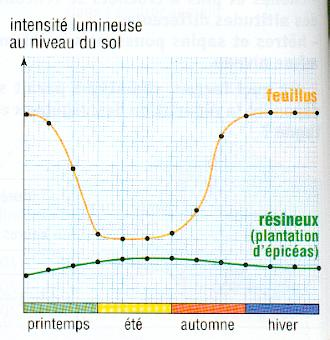 intensité lumineuse
au niveau du sol
feuillus
résineux
(plantation
d'épicéas)
printemps
été
automne
hiver